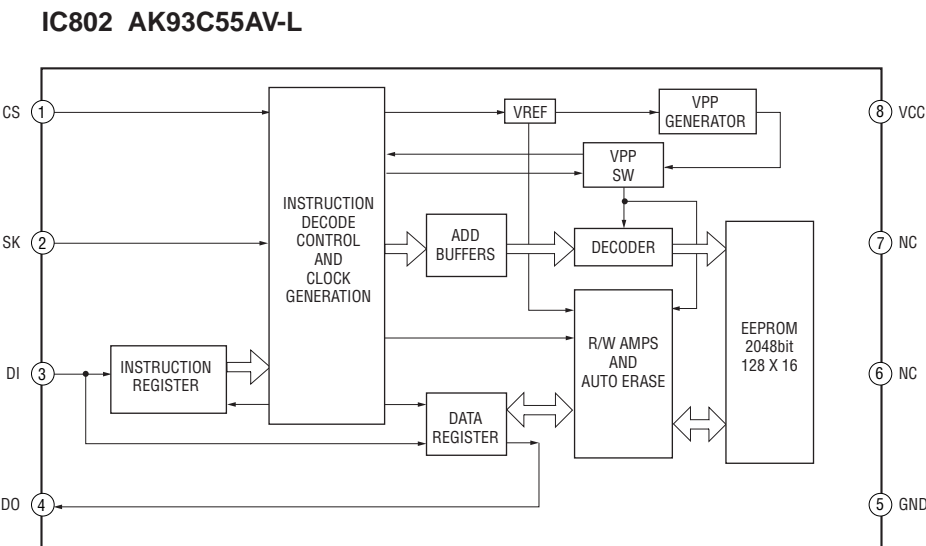 IC802 AK93C55AV-L
CS
1
SK
2
DI
3
DO
4
8
VCC
7
NC
6
NC
5
GND
INSTRUCTION
DECODE
CONTROL
AND
CLOCK
GENERATION
VREF
VPP
GENERATOR
VPP
SW
ADD
BUFFERS
DECODER
INSTRUCTION
REGISTER
DATA
REGISTER
R/W AMPS
AND
AUTO ERASE
EEPROM
2048bit
128 X 16